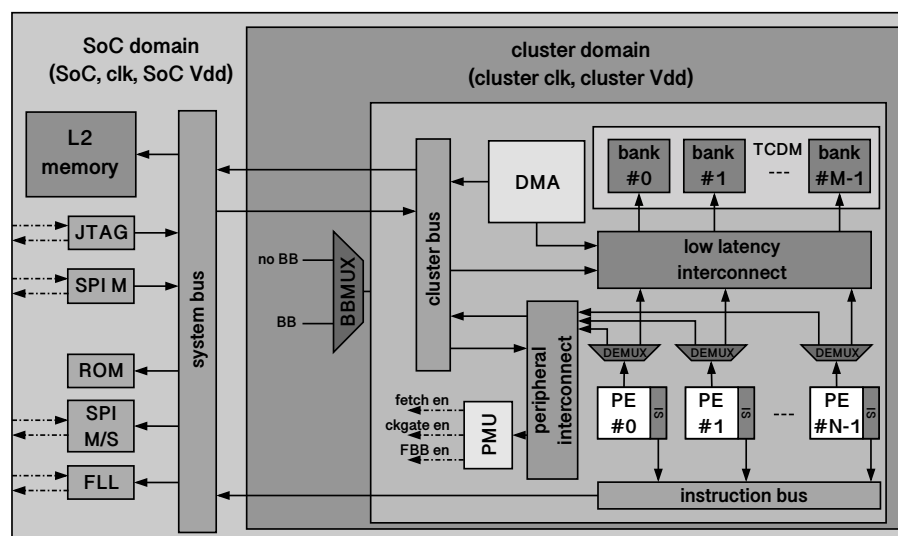 SoC domain
(SoC, clk, SoC Vdd)
cluster domain
(cluster clk, cluster Vdd)
L2
memory
JTAG
SPI M
ROM
SPI
M/S
FLL
system bus
no BB
BB
BBMUX
cluster bus
DMA
TCDM
bank
#0
bank
#1
----
bank
#M-1
low latency
interconnect
peripheral
interconnect
DEMUX
DEMUX
DEMUX
PE
#0
IS
PE
#1
IS
----
PE
#N-1
IS
fetch en
ckgate en
FBB en
PMU
instruction bus